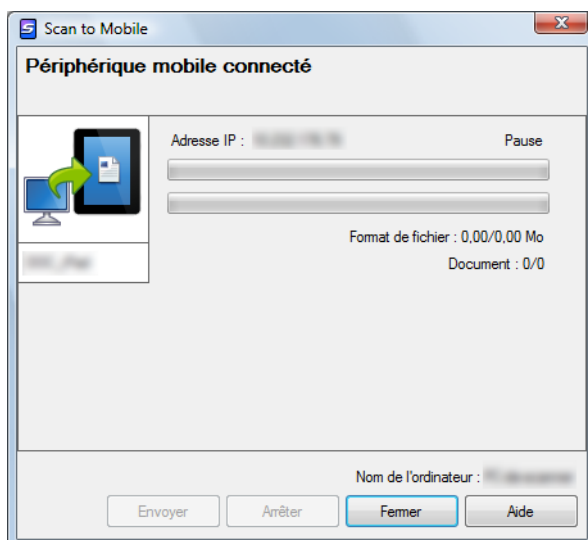 Scan to Mobile
Périphérique mobile connecté
Adresse IP :
Pause
Format de fichier : 0,00/0,00 Mo
Document : 0/0
Nom de l'ordinateur :
Envoyer
Arrêter
Fermer
Aide